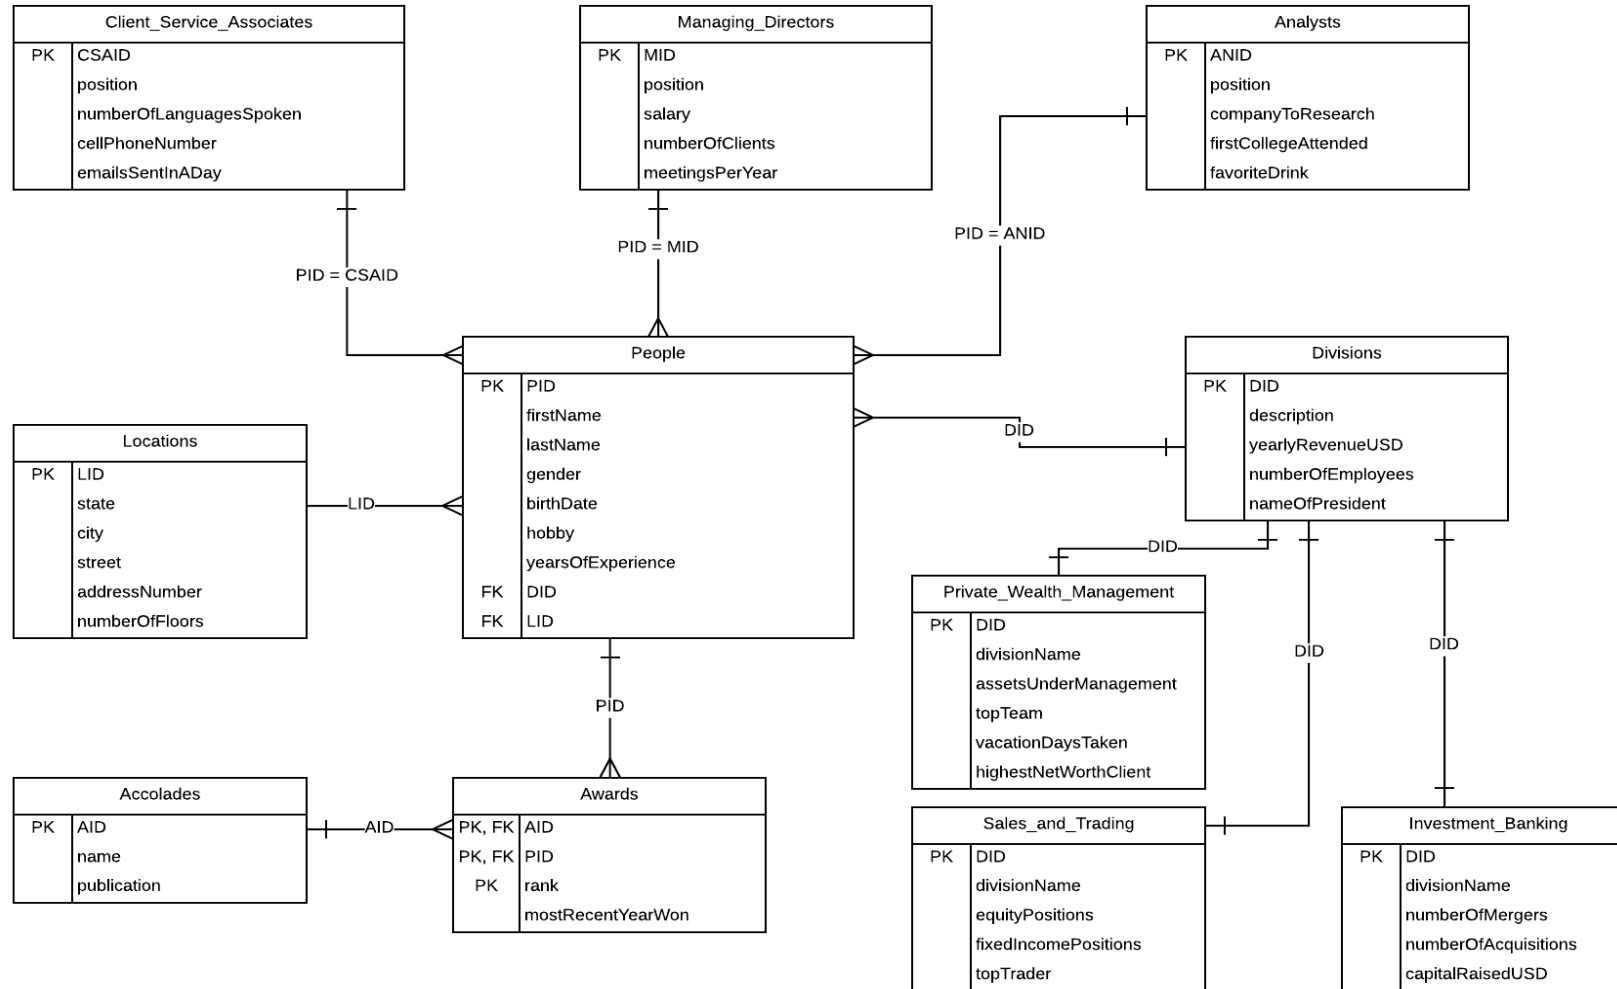 Client_Service_Associates
PK CSAID
position
numberOfLanguagesSpoken
cellPhoneNumber
emailsSentInADay
Managing_Directors
PK MID
position
salary
numberOfClients
meetingsPerYear
Analysts
PK ANID
position
companyToResearch
firstCollegeAttended
favoriteDrink
PID = CSAID
PID = MID
PID = ANID
People
PK PID
firstName
lastName
gender
birthDate
hobby
yearsOfExperience
FK DID
FK LID
Divisions
PK DID
description
yearlyRevenueUSD
numberOfEmployees
nameOfPresident
DID
Locations
PK LID
state
city
street
addressNumber
numberOfFloors
LID
DID
DID
DID
Private_Wealth_Management
PK DID
divisionName
assetsUnderManagement
topTeam
vacationDaysTaken
highestNetWorthClient
PID
Accolades
PK AID
name
publication
AID
Awards
PK, FK AID
PK, FK PID
PK rank
mostRecentYearWon
Sales_and_Trading
PK DID
divisionName
equityPositions
fixedIncomePositions
topTrader
Investment_Banking
PK DID
divisionName
numberOfMergers
numberOfAcquisitions
capitalRaisedUSD